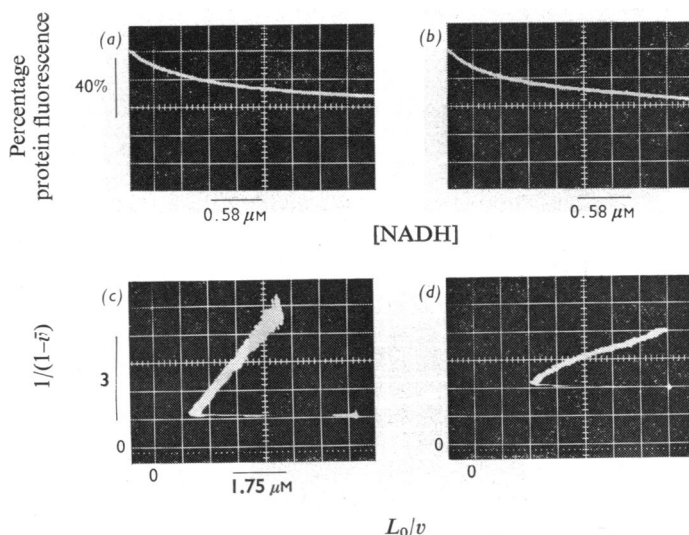 Percentage
protein fluorescence
(a)
40%
0.58 μM
(b)
0.58 μM
[NADH]
1/(1–v̄)
(c)
3
0
0
1.75 μM
(d)
0
0
L₀/v